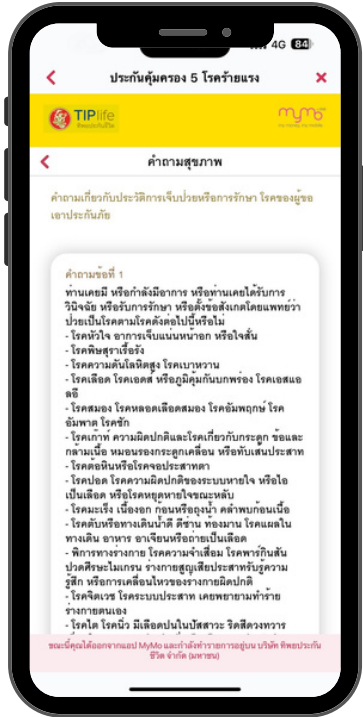 4G 84
ประกันคุ้มครอง 5 โรคร้ายแรง
TIPlife
ทิพยประกันชีวิต
mymo
my money, my mobile
คำถามสุขภาพ
คำถามเกี่ยวกับประวัติการเจ็บป่วยหรือการรักษา โรคของผู้ขอ
เอาประกันภัย
คำถามข้อที่ 1
ท่านเคยมี หรือกำลังมีอาการ หรือท่านเคยได้รับการ
วินิจฉัย หรือรับการรักษา หรือตั้งข้อสังเกตโดยแพทย์ว่า
ป่วยเป็นโรคตามโรคดังต่อไปนี้หรือไม่
- โรคหัวใจ อาการเจ็บแน่นหน้าอก หรือใจสั่น
- โรคพิษสุราเรื้อรัง
- โรคความดันโลหิตสูง โรคเบาหวาน
- โรคเลือด โรคเอดส์ หรือภูมิคุ้มกันบกพร่อง โรคเอสแอ
ลอี
- โรคสมอง โรคหลอดเลือดสมอง โรคอัมพฤกษ์ โรค
อัมพาต โรคชัก
- โรคเก๊าท์ ความผิดปกติและโรคเกี่ยวกับกระดูก ข้อและ
กล้ามเนื้อ หมอนรองกระดูกเคลื่อน หรือทับเส้นประสาท
- โรคต้อหินหรือโรคจอประสาทตา
- โรคปอด โรคความผิดปกติของระบบหายใจ หรือไอ
เป็นเลือด หรือโรคหยุดหายใจขณะหลับ
- โรคมะเร็ง เนื้องอก ก้อนหรือถุงน้ำ คลำพบก้อนเนื้อ
- โรคตับหรือทางเดินน้ำดี ดีซ่าน ท้องมาน โรคแผลใน
ทางเดิน อาหาร อาเจียนหรือถ่ายเป็นเลือด
- พิการทางร่างกาย โรคความจำเสื่อม โรคพาร์กินสัน
ปวดศีรษะไมเกรน ร่างกายสูญเสียประสาทรับรู้ความ
รู้สึก หรือการเคลื่อนไหวของร่างกายผิดปกติ
- โรคจิตเวช โรคระบบประสาท เคยพยายามทำร้าย
ร่างกายตนเอง
- โรคไต โรคนิ่ว มีเลือดปนในปัสสาวะ ริดสีดวงทวาร
ขณะนี้คุณได้ออกจากแอป MyMo และกำลังทำรายการอยู่บน บริษัท ทิพยประกัน
ชีวิต จำกัด (มหาชน)